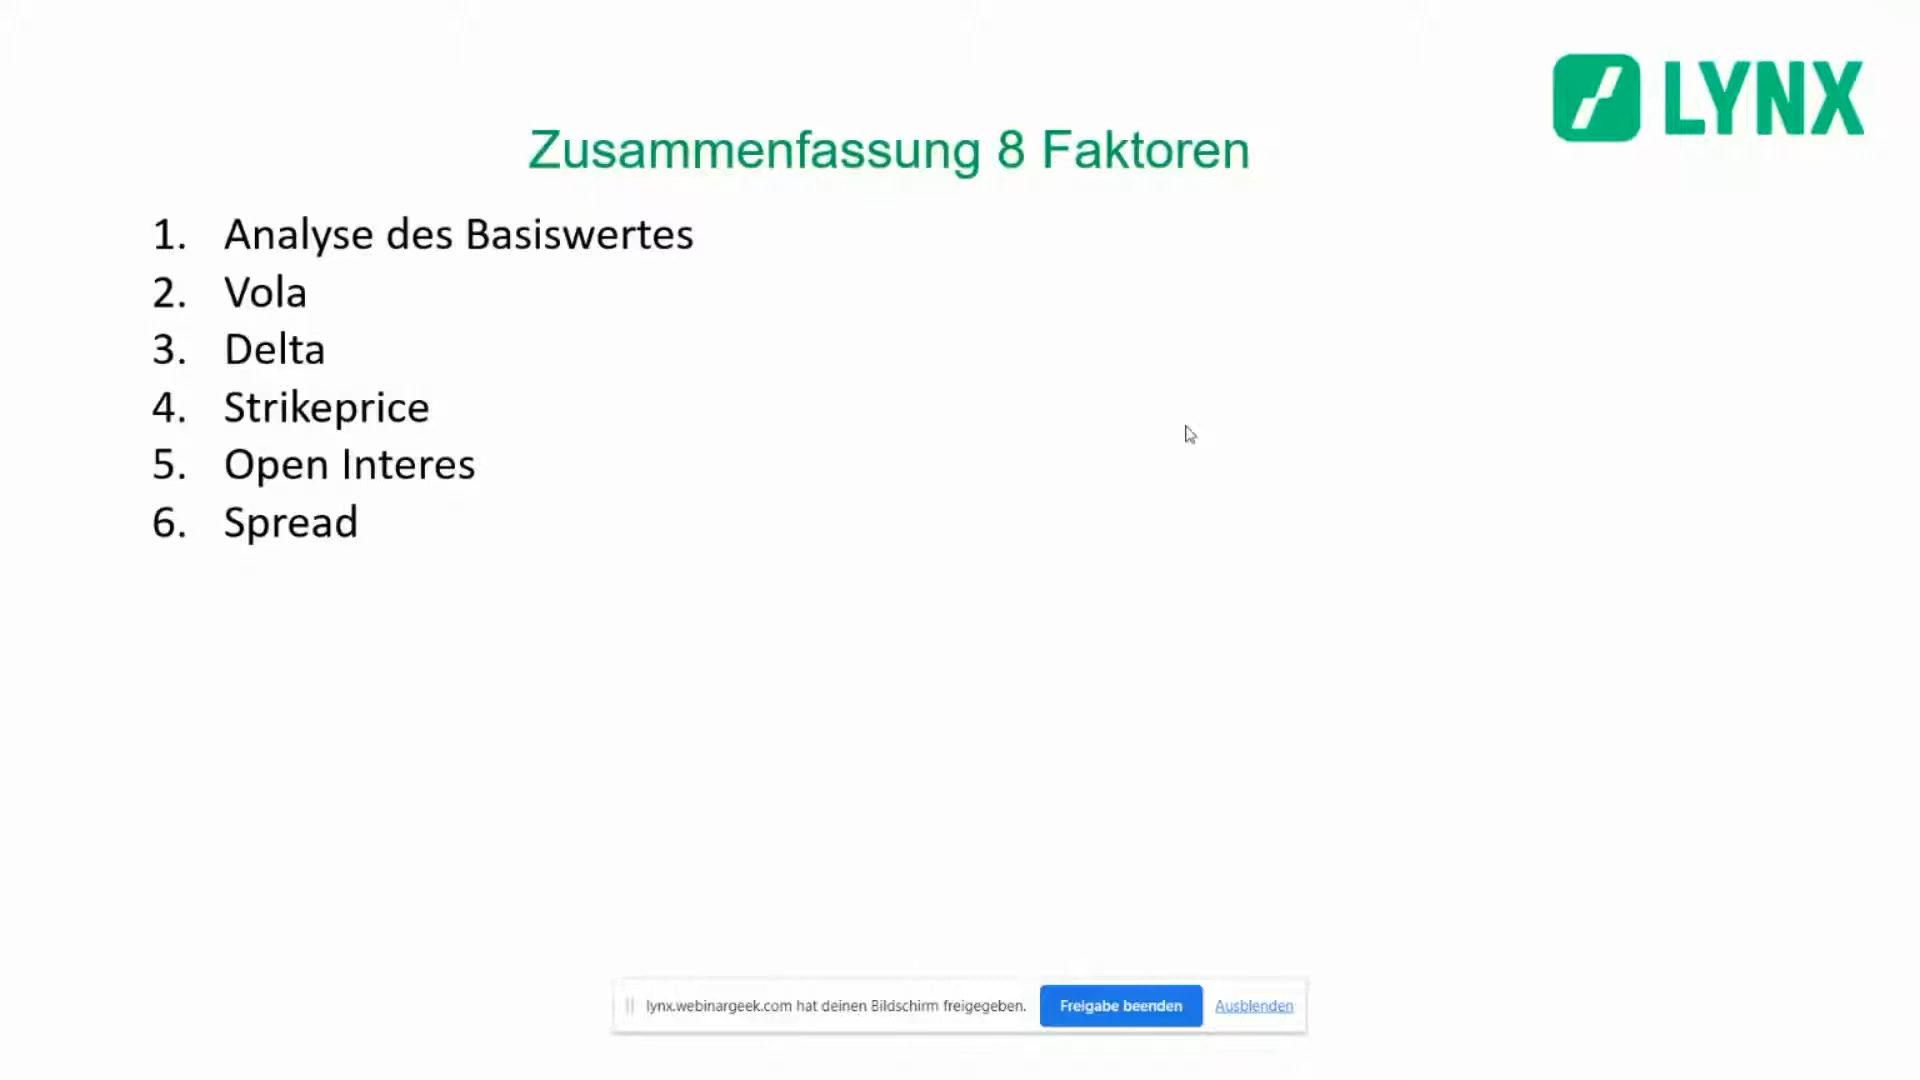 LYNX
Zusammenfassung 8 Faktoren
1. Analyse des Basiswertes
2. Vola
3. Delta
4. Strikeprice
5. Open Interes
6. Spread
lynx.webinargeek.com hat deinen Bildschirm freigegeben. Freigabe beenden Ausblenden